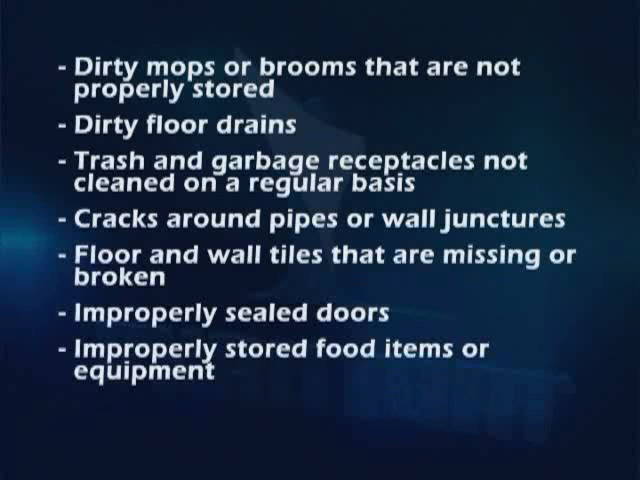 - Dirty mops or brooms that are not
properly stored
- Dirty floor drains
- Trash and garbage receptacles not
cleaned on a regular basis
- Cracks around pipes or wall junctures
- Floor and wall tiles that are missing or
broken
- Improperly sealed doors
- Improperly stored food items or
equipment